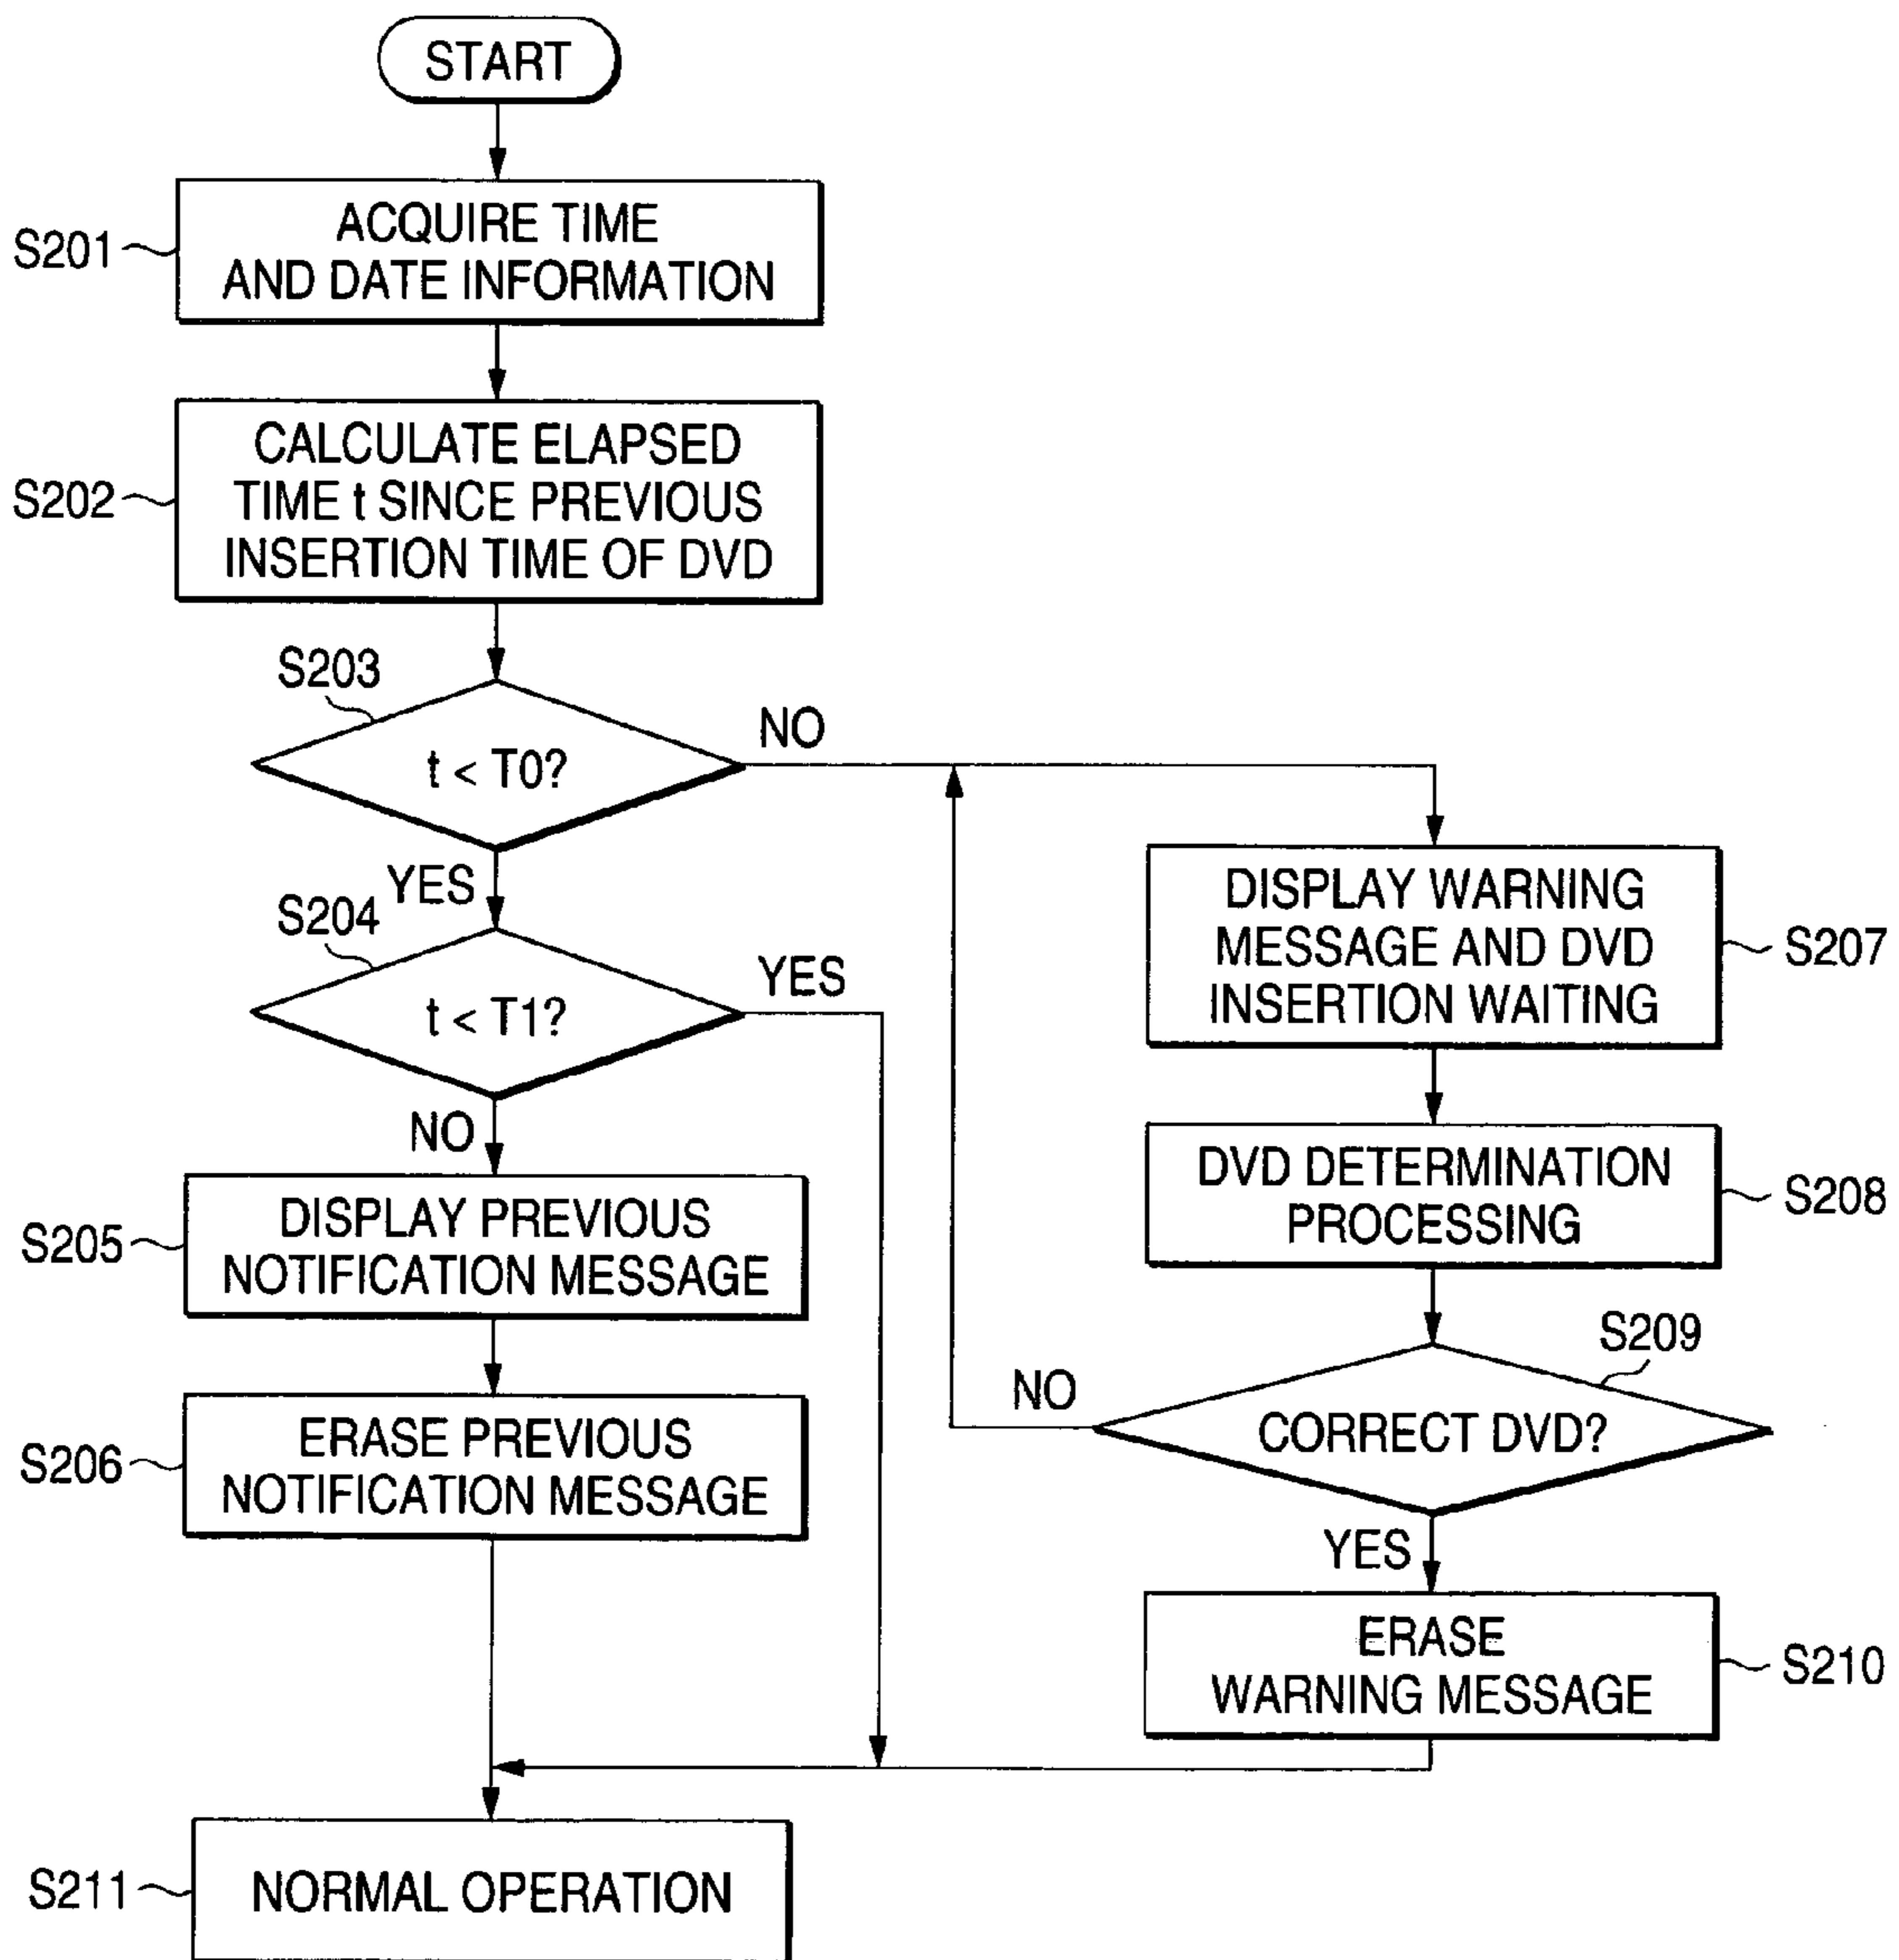 START
S201
ACQUIRE TIME
AND DATE INFORMATION
S202
CALCULATE ELAPSED
TIME t SINCE PREVIOUS
INSERTION TIME OF DVD
S203
t < T0?
NO
YES
S204
t < T1?
YES
NO
S205
DISPLAY PREVIOUS
NOTIFICATION MESSAGE
S206
ERASE PREVIOUS
NOTIFICATION MESSAGE
DISPLAY WARNING
MESSAGE AND DVD
INSERTION WAITING
S207
DVD DETERMINATION
PROCESSING
S208
S209
CORRECT DVD?
NO
YES
ERASE
WARNING MESSAGE
S210
S211
NORMAL OPERATION